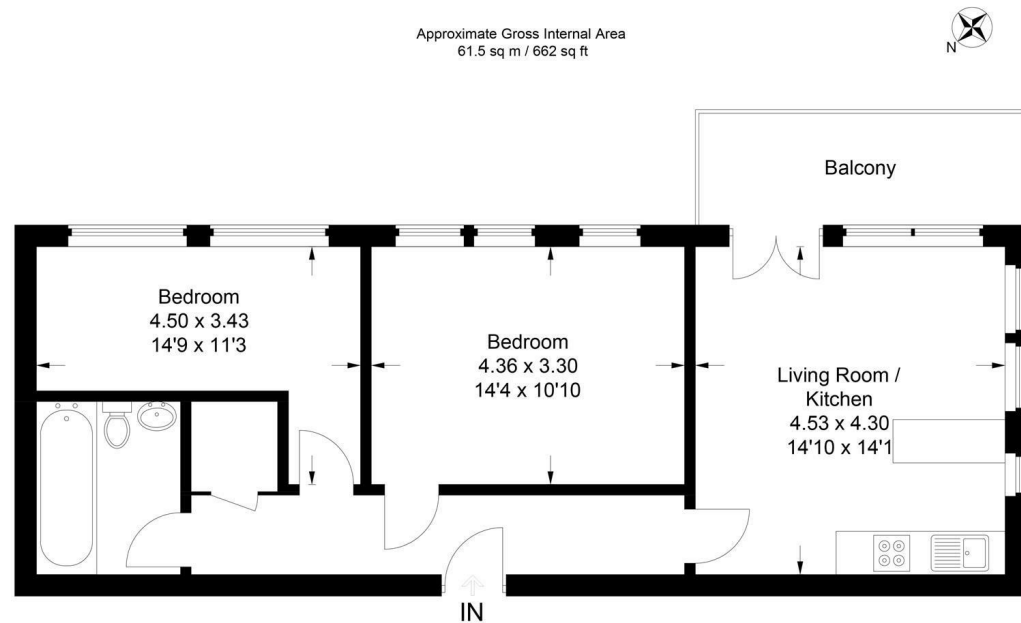 Approximate Gross Internal Area
61.5 sq m / 662 sq ft
N
Balcony
Bedroom
4.50 x 3.43
14'9 x 11'3
Bedroom
4.36 x 3.30
14'4 x 10'10
Living Room /
Kitchen
4.53 x 4.30
14'10 x 14'1
IN